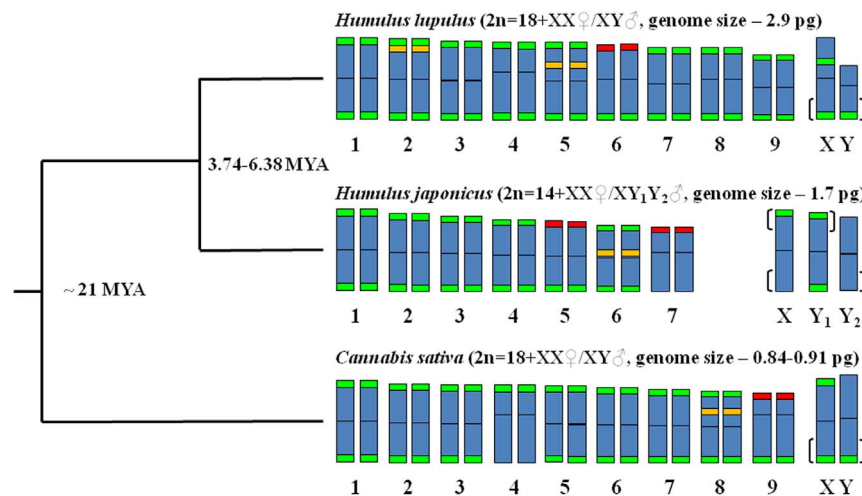 Humulus lupulus (2n=18+XX♀/XY♂, genome size – 2.9 pg)
1 2 3 4 5 6 7 8 9 X Y
3.74-6.38 MYA
Humulus japonicus (2n=14+XX♀/XY₁Y₂♂, genome size – 1.7 pg)
~21 MYA
1 2 3 4 5 6 7 X Y₁ Y₂
Cannabis sativa (2n=18+XX♀/XY♂, genome size – 0.84-0.91 pg)
1 2 3 4 5 6 7 8 9 X Y